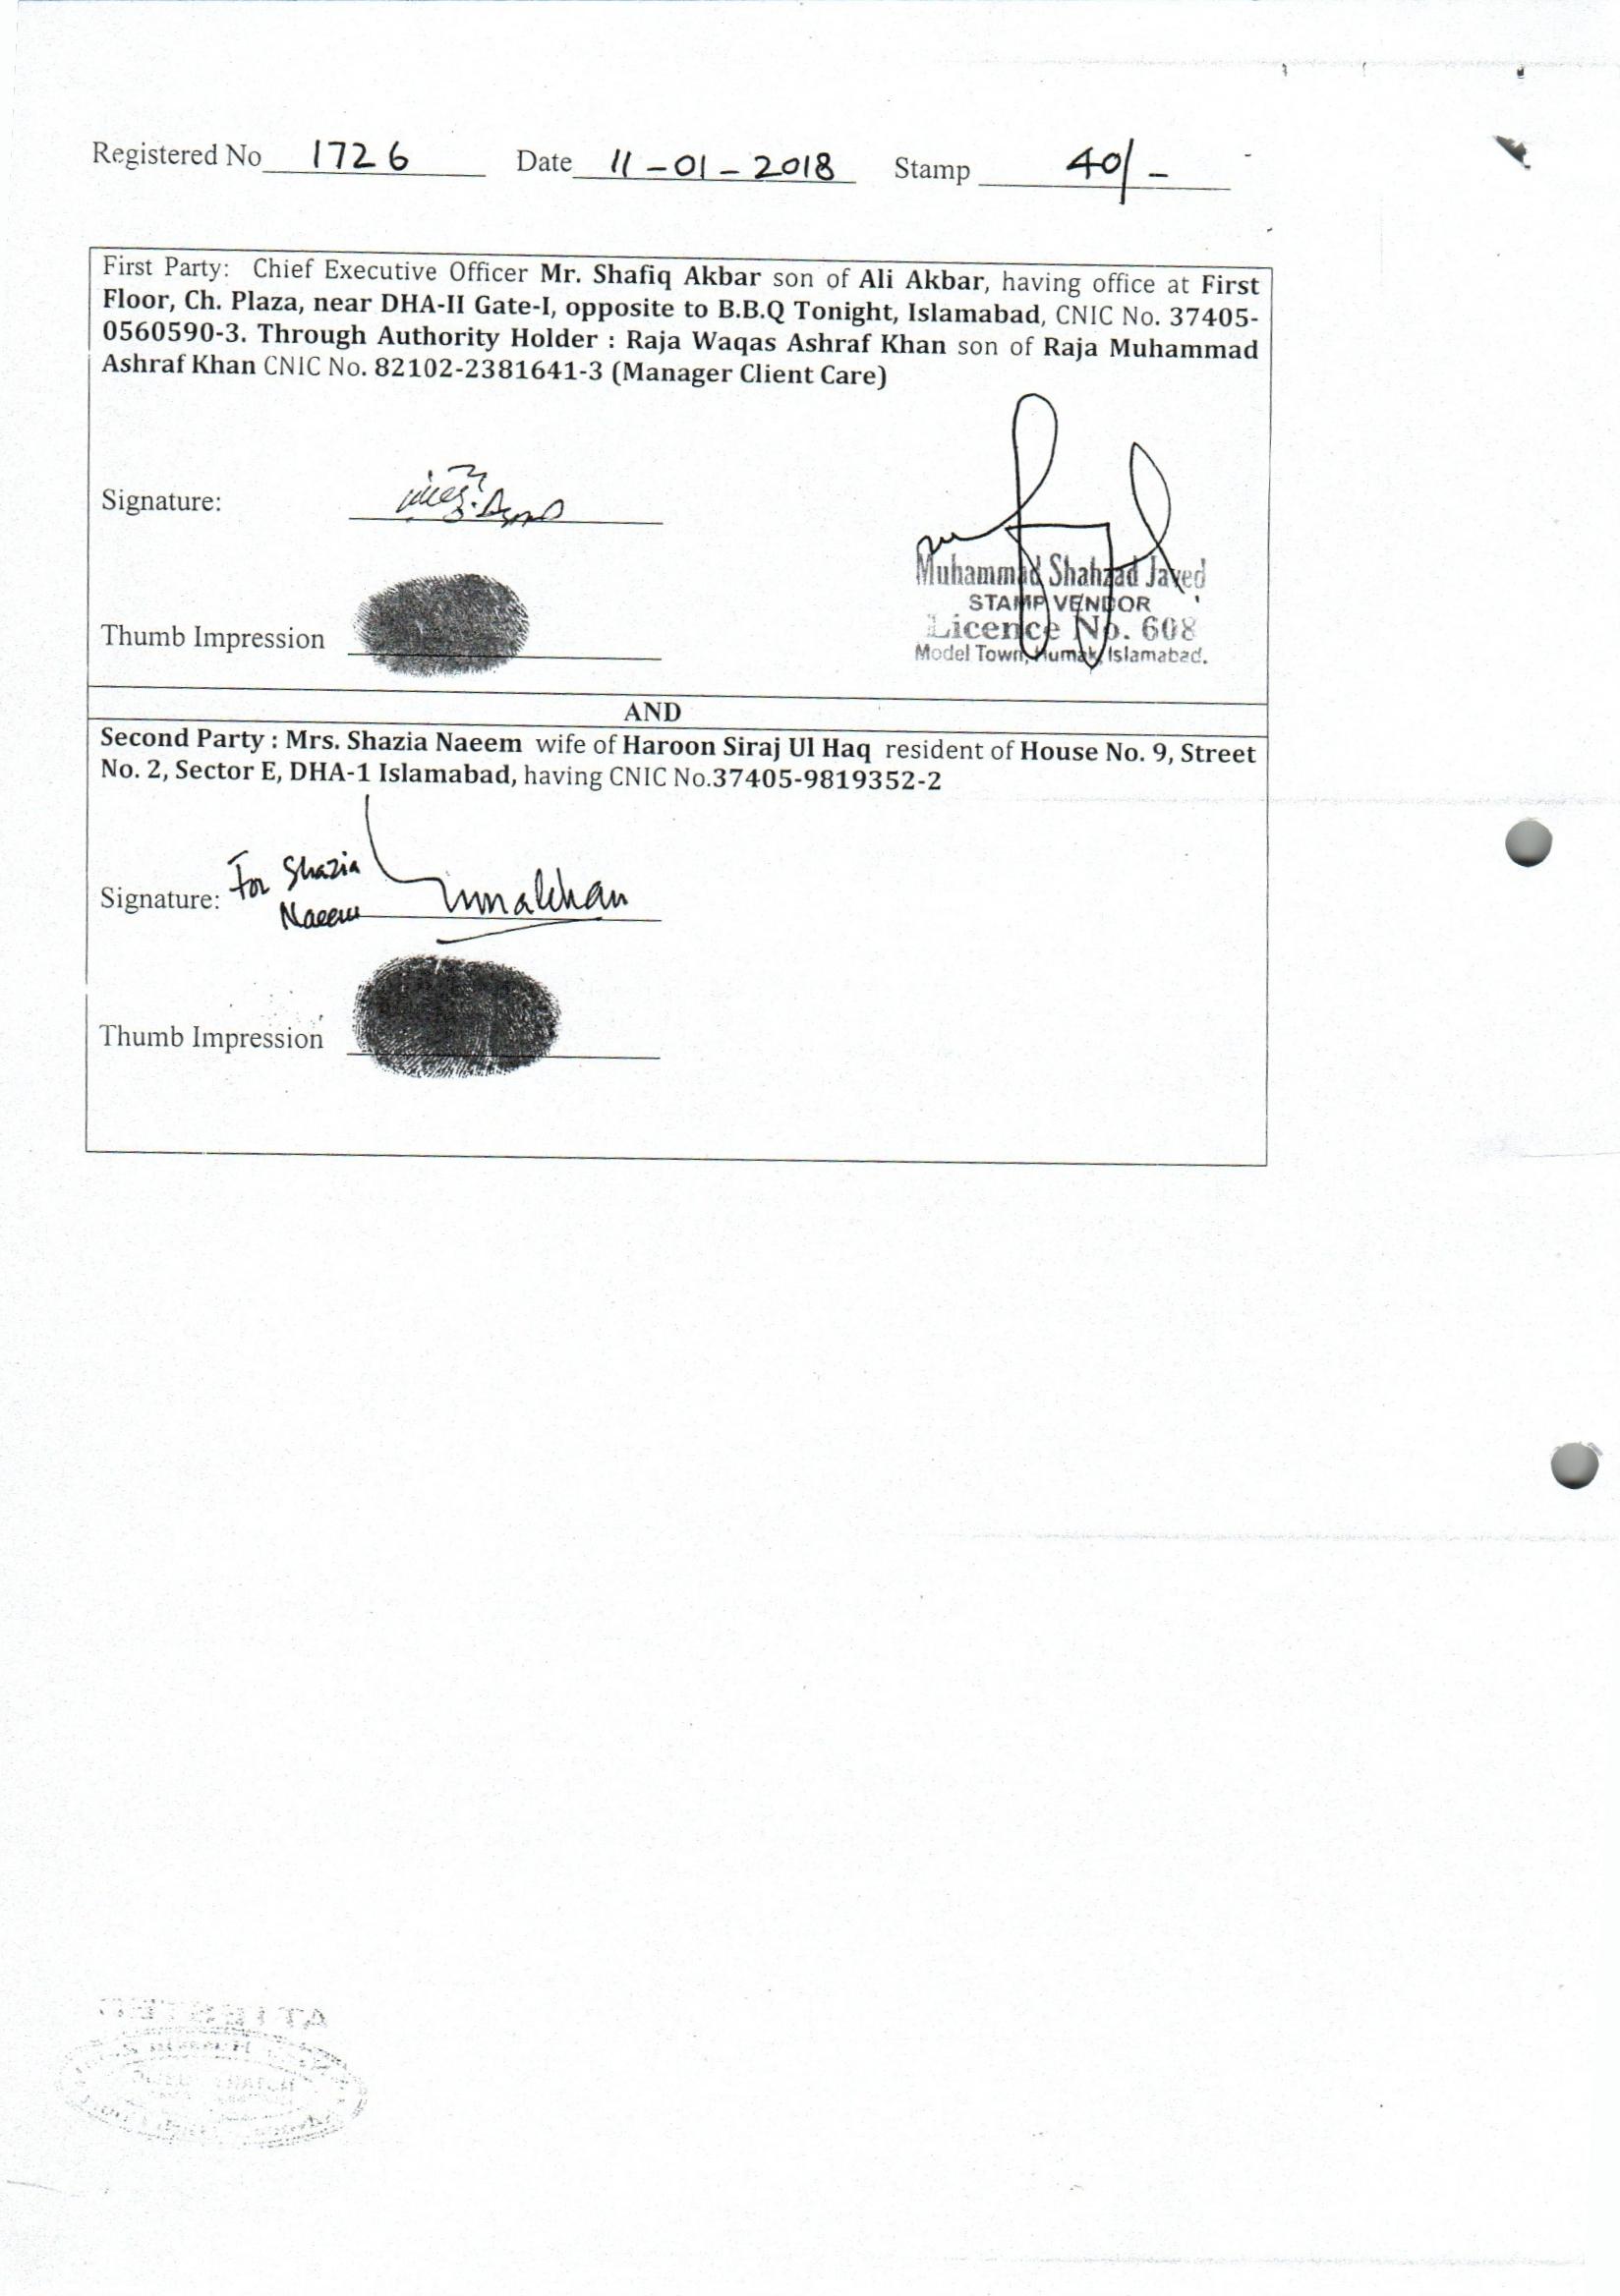 Registered No 1726 Date 11-01-2018 Stamp 40/-
First Party: Chief Executive Officer Mr. Shafiq Akbar son of Ali Akbar, having office at First
Floor, Ch. Plaza, near DHA-II Gate-I, opposite to B.B.Q Tonight, Islamabad, CNIC No. 37405-
0560590-3. Through Authority Holder : Raja Waqas Ashraf Khan son of Raja Muhammad
Ashraf Khan CNIC No. 82102-2381641-3 (Manager Client Care)
Signature:
Muhammad Shahzad Javed
STAMP VENDOR
Licence No. 608
Model Town, Humak, Islamabad.
Thumb Impression
AND
Second Party : Mrs. Shazia Naeem wife of Haroon Siraj Ul Haq resident of House No. 9, Street
No. 2, Sector E, DHA-1 Islamabad, having CNIC No.37405-9819352-2
Signature: For Shazia
Naeem
Thumb Impression
ATTESTED